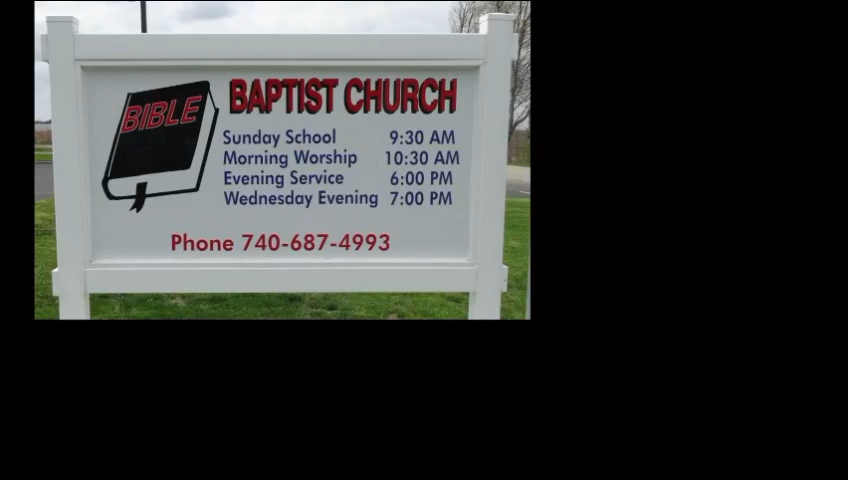 BIBLE
BAPTIST CHURCH
Sunday School 9:30 AM
Morning Worship 10:30 AM
Evening Service 6:00 PM
Wednesday Evening 7:00 PM
Phone 740-687-4993